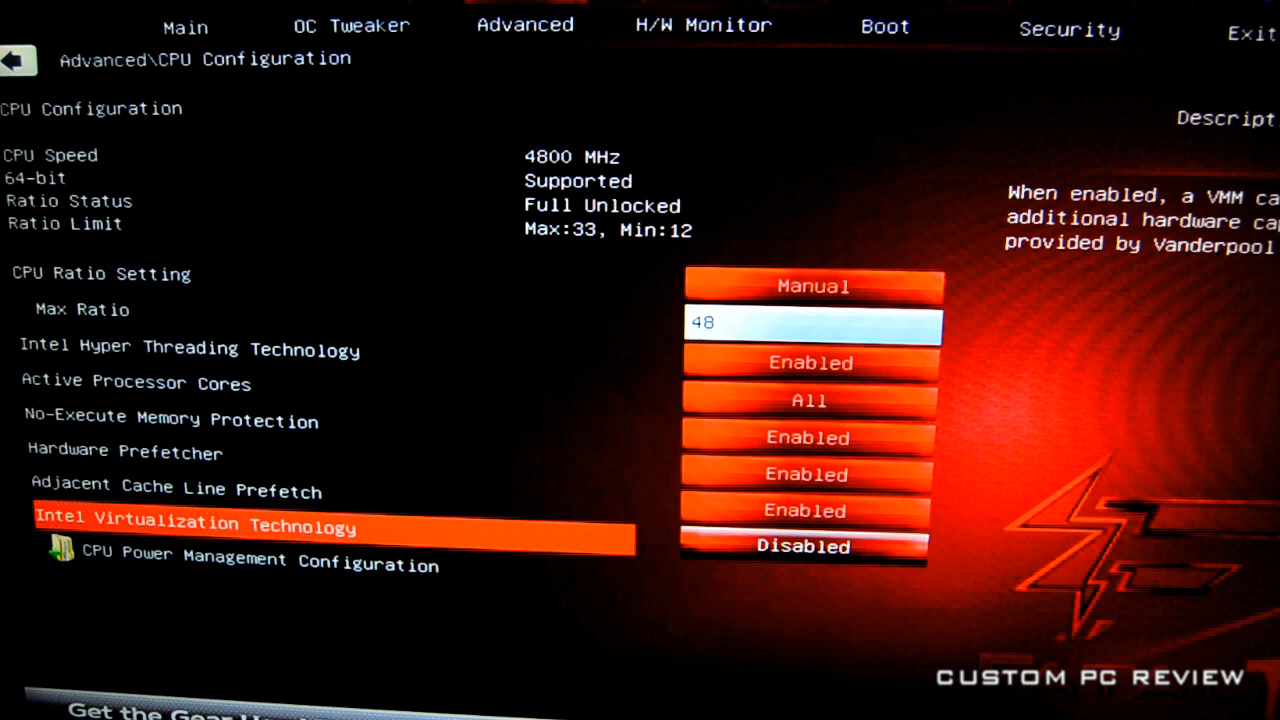 Main OC Tweaker Advanced H/W Monitor Boot Security Exit
Advanced\CPU Configuration
CPU Configuration
Descript
CPU Speed 4800 MHz
64-bit Supported
Ratio Status Full Unlocked
Ratio Limit Max:33, Min:12
When enabled, a VMM ca
additional hardware cap
provided by Vanderpool
CPU Ratio Setting Manual
Max Ratio 48
Intel Hyper Threading Technology Enabled
Active Processor Cores All
No-Execute Memory Protection Enabled
Hardware Prefetcher Enabled
Adjacent Cache Line Prefetch Enabled
Intel Virtualization Technology Disabled
CPU Power Management Configuration
CUSTOM PC REVIEW
Get the Gear